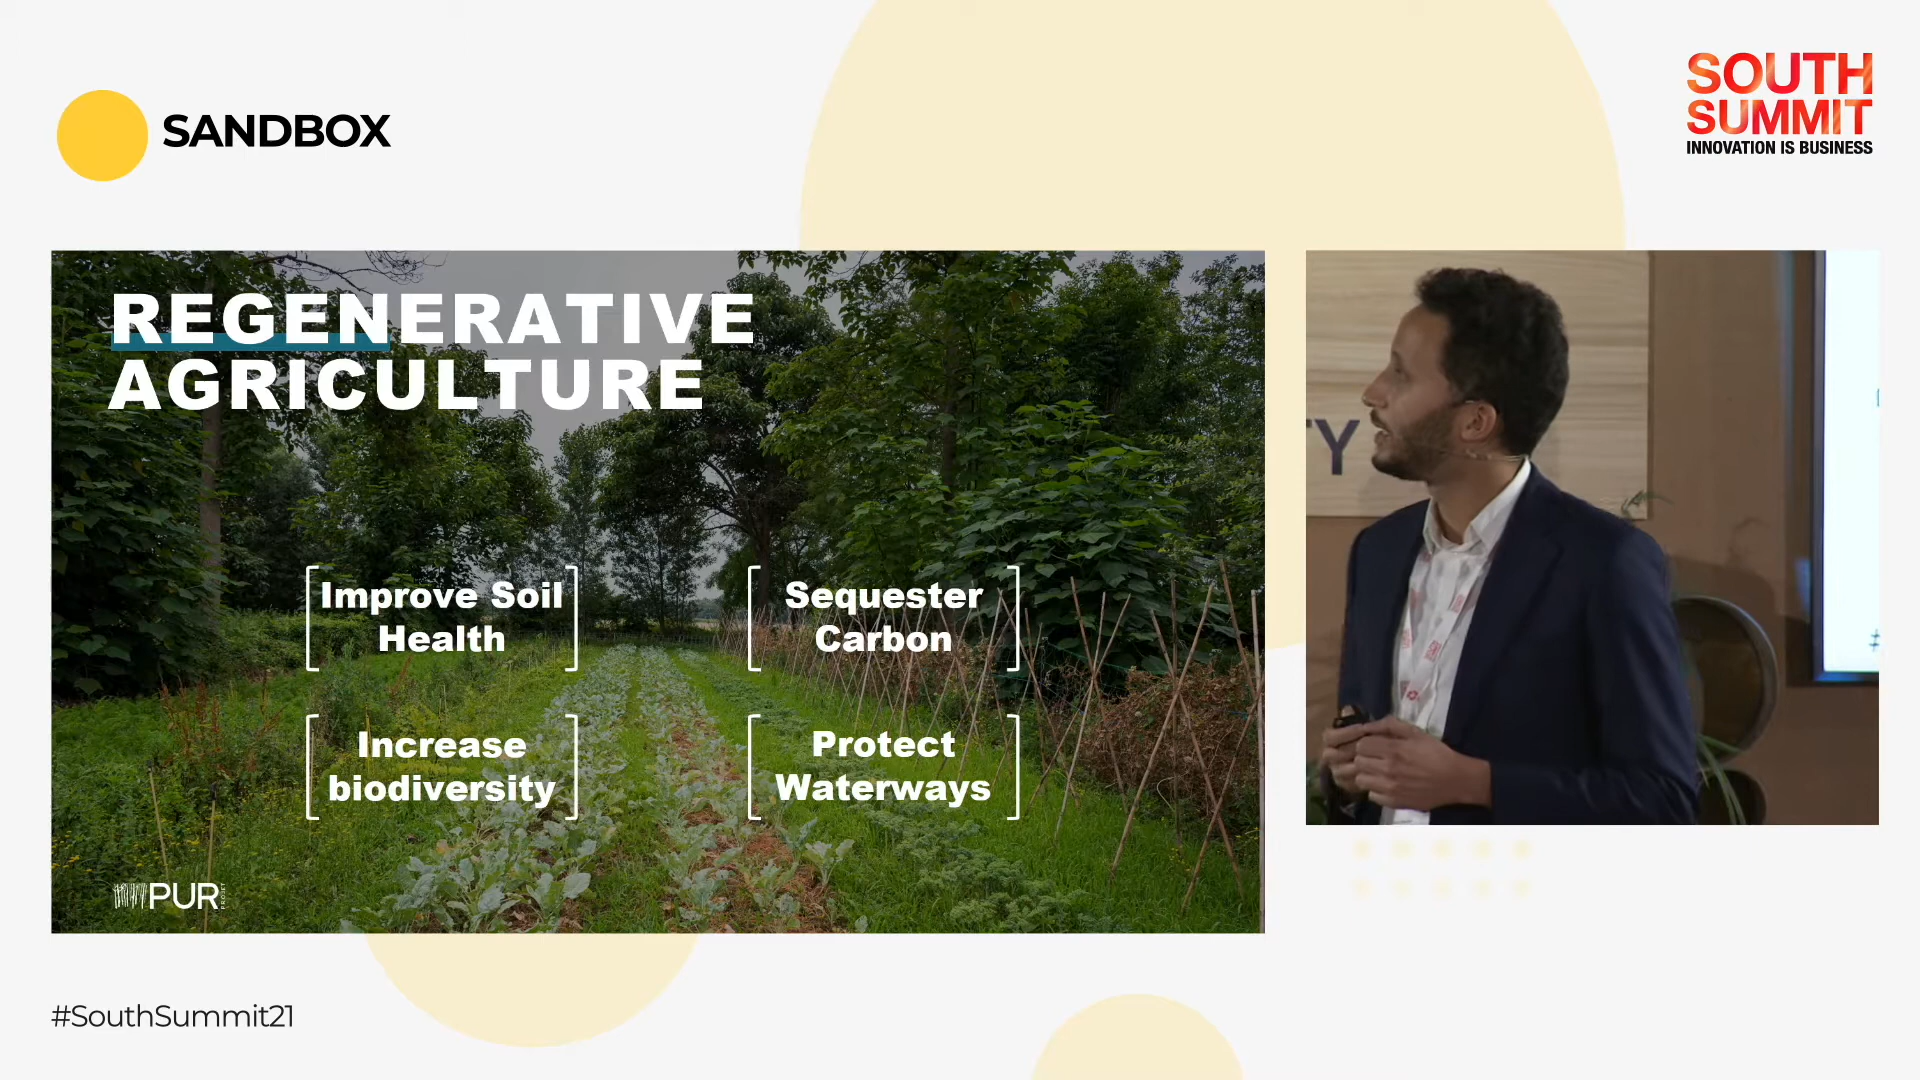 SANDBOX
SOUTH
SUMMIT
INNOVATION IS BUSINESS
REGENERATIVE
AGRICULTURE
Improve Soil
Health
Sequester
Carbon
Increase
biodiversity
Protect
Waterways
PUR
TY
#SouthSummit21